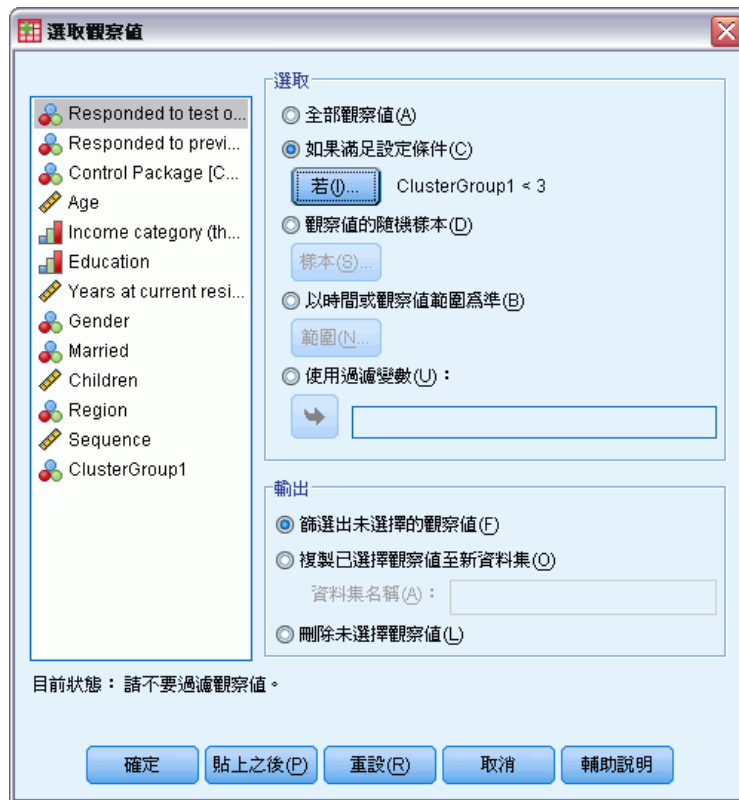 選取觀察值
Responded to test o...
Responded to previ...
Control Package [C...
Age
Income category (th...
Education
Years at current resi...
Gender
Married
Children
Region
Sequence
ClusterGroup1
選取
全部觀察值(A)
如果滿足設定條件(C)
若(I)... ClusterGroup1 < 3
觀察值的隨機樣本(D)
樣本(S)...
以時間或觀察值範圍為準(B)
範圍(N...
使用過濾變數(U)：
輸出
篩選出未選擇的觀察值(F)
複製已選擇觀察值至新資料集(O)
資料集名稱(A)：
刪除未選擇觀察值(L)
目前狀態：請不要過濾觀察值。
確定 貼上之後(P) 重設(R) 取消 輔助說明